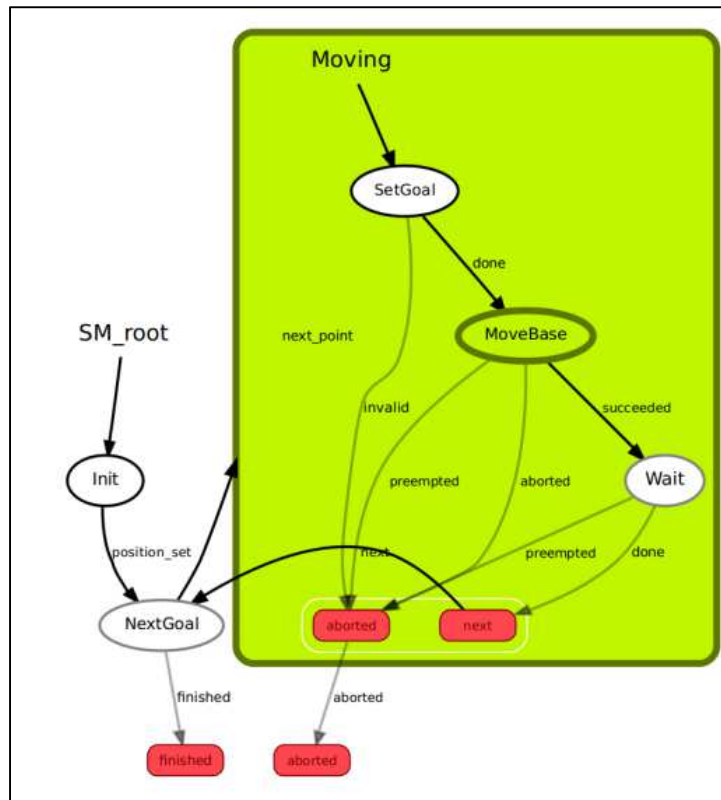 Moving
SetGoal
done
MoveBase
next_point
SM_root
invalid
succeeded
Init
preempted
aborted
Wait
position_set
next
preempted
done
NextGoal
aborted
next
finished
aborted
finished
aborted